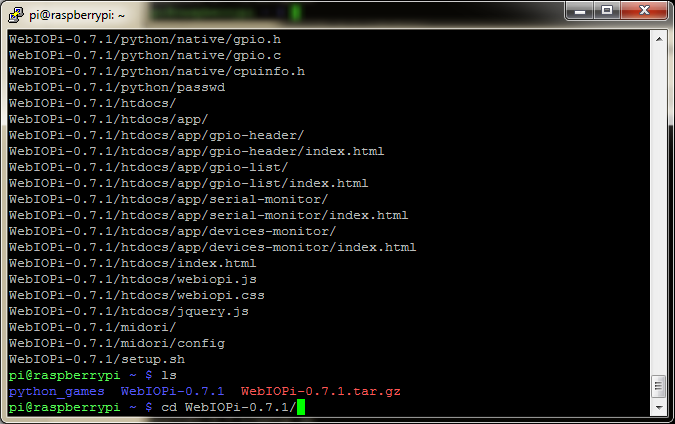 pi@raspberrypi: ~
WebIOPi-0.7.1/python/native/gpio.h
WebIOPi-0.7.1/python/native/gpio.c
WebIOPi-0.7.1/python/native/cpuinfo.h
WebIOPi-0.7.1/python/passwd
WebIOPi-0.7.1/htdocs/
WebIOPi-0.7.1/htdocs/app/
WebIOPi-0.7.1/htdocs/app/gpio-header/
WebIOPi-0.7.1/htdocs/app/gpio-header/index.html
WebIOPi-0.7.1/htdocs/app/gpio-list/
WebIOPi-0.7.1/htdocs/app/gpio-list/index.html
WebIOPi-0.7.1/htdocs/app/serial-monitor/
WebIOPi-0.7.1/htdocs/app/serial-monitor/index.html
WebIOPi-0.7.1/htdocs/app/devices-monitor/
WebIOPi-0.7.1/htdocs/app/devices-monitor/index.html
WebIOPi-0.7.1/htdocs/index.html
WebIOPi-0.7.1/htdocs/webiopi.js
WebIOPi-0.7.1/htdocs/webiopi.css
WebIOPi-0.7.1/htdocs/jquery.js
WebIOPi-0.7.1/midori/
WebIOPi-0.7.1/midori/config
WebIOPi-0.7.1/setup.sh
pi@raspberrypi ~ $ ls
python_games  WebIOPi-0.7.1  WebIOPi-0.7.1.tar.gz
pi@raspberrypi ~ $ cd WebIOPi-0.7.1/